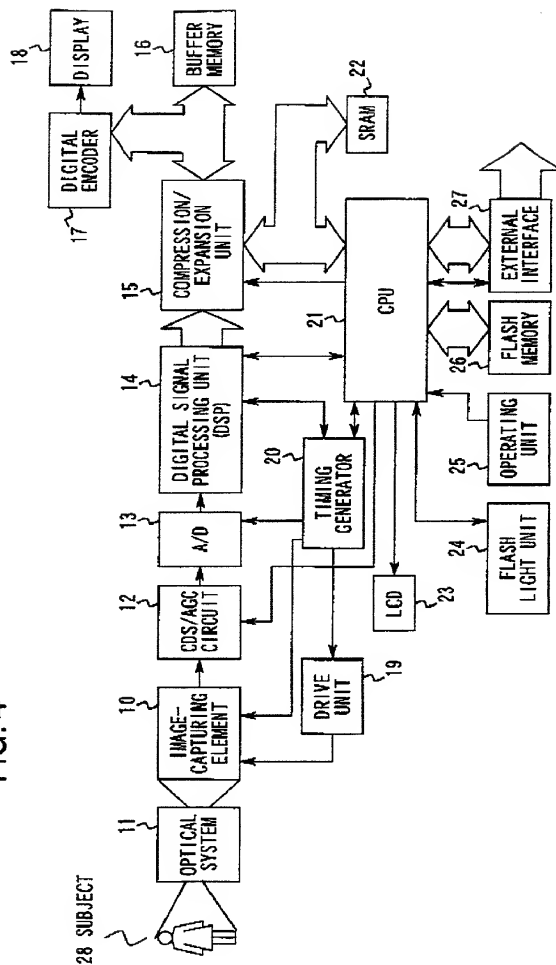 28 SUBJECT
11
OPTICAL
SYSTEM
10
IMAGE-
CAPTURING
ELEMENT
12
CDS/AGC
CIRCUIT
13
A/D
14
DIGITAL SIGNAL
PROCESSING UNIT
(DSP)
15
COMPRESSION/
EXPANSION
UNIT
17
DIGITAL
ENCODER
18
DISPLAY
16
BUFFER
MEMORY
19
DRIVE
UNIT
20
TIMING
GENERATOR
21
CPU
22
SRAM
LCD
23
24
FLASH
LIGHT UNIT
25
OPERATING UNIT
26
FLASH
MEMORY
27
EXTERNAL
INTERFACE